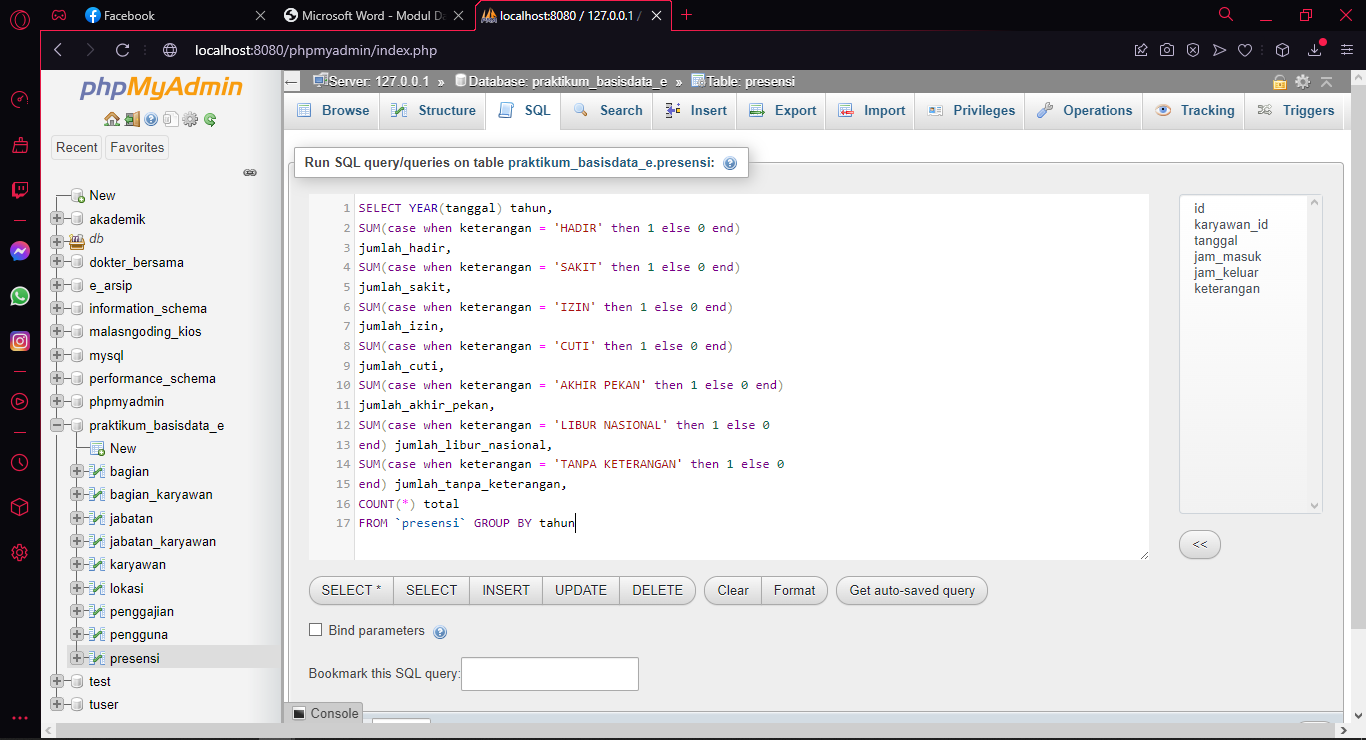 Facebook
Microsoft Word - Modul Da
localhost:8080 / 127.0.0.1 /
localhost:8080/phpmyadmin/index.php
phpMyAdmin
Recent
Favorites
New
akademik
db
dokter_bersama
e_arsip
information_schema
malasngoding_kios
mysql
performance_schema
phpmyadmin
praktikum_basisdata_e
New
bagian
bagian_karyawan
jabatan
jabatan_karyawan
karyawan
lokasi
penggajian
pengguna
presensi
test
tuser
Server: 127.0.0.1 » Database: praktikum_basisdata_e » Table: presensi
Browse
Structure
SQL
Search
Insert
Export
Import
Privileges
Operations
Tracking
Triggers
Run SQL query/queries on table praktikum_basisdata_e.presensi:
1 SELECT YEAR(tanggal) tahun,
2 SUM(case when keterangan = 'HADIR' then 1 else 0 end)
3 jumlah_hadir,
4 SUM(case when keterangan = 'SAKIT' then 1 else 0 end)
5 jumlah_sakit,
6 SUM(case when keterangan = 'IZIN' then 1 else 0 end)
7 jumlah_izin,
8 SUM(case when keterangan = 'CUTI' then 1 else 0 end)
9 jumlah_cuti,
10 SUM(case when keterangan = 'AKHIR PEKAN' then 1 else 0 end)
11 jumlah_akhir_pekan,
12 SUM(case when keterangan = 'LIBUR NASIONAL' then 1 else 0
13 end) jumlah_libur_nasional,
14 SUM(case when keterangan = 'TANPA KETERANGAN' then 1 else 0
15 end) jumlah_tanpa_keterangan,
16 COUNT(*) total
17 FROM `presensi` GROUP BY tahun
id
karyawan_id
tanggal
jam_masuk
jam_keluar
keterangan
<<
SELECT *
SELECT
INSERT
UPDATE
DELETE
Clear
Format
Get auto-saved query
Bind parameters
Bookmark this SQL query:
Console